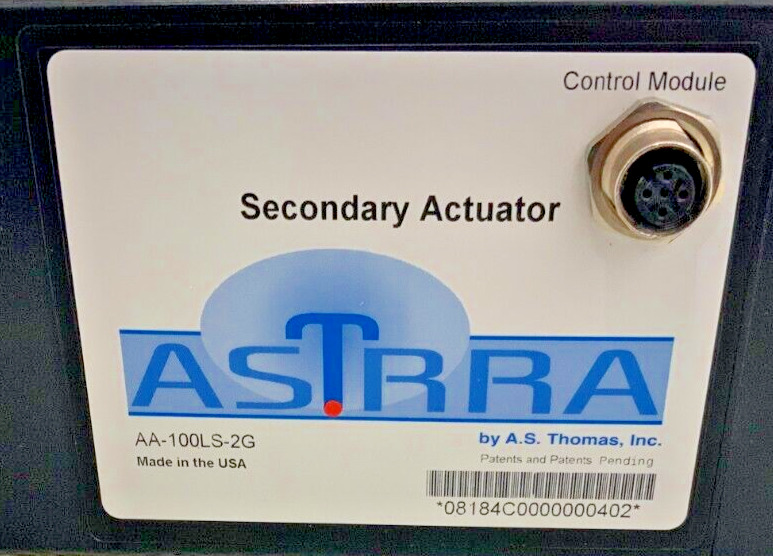 Control Module
Secondary Actuator
ASTRRA
AA-100LS-2G
by A.S. Thomas, Inc.
Made in the USA
Patents and Patents Pending
*08184C0000000402*